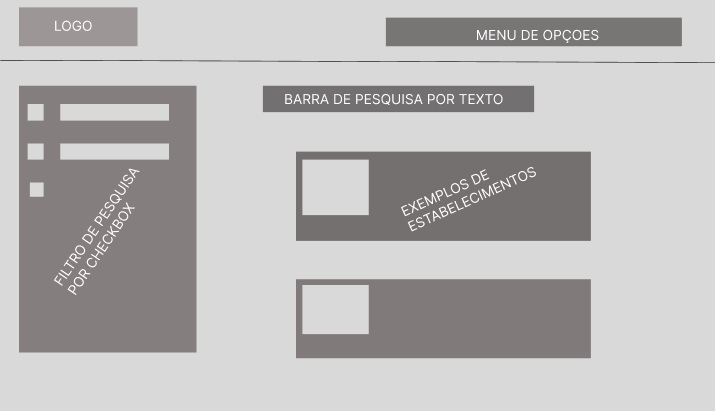 LOGO
MENU DE OPÇOES
BARRA DE PESQUISA POR TEXTO
FILTRO DE PESQUISA
POR CHECKBOX
EXEMPLOS DE
ESTABELECIMENTOS